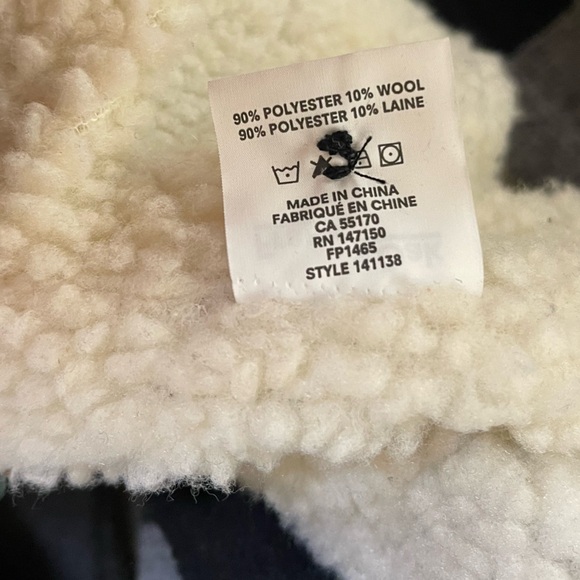 90% POLYESTER 10% WOOL
90% POLYESTER 10% LAINE
MADE IN CHINA
FABRIQUÉ EN CHINE
CA 55170
RN 147150
FP1465
STYLE 141138